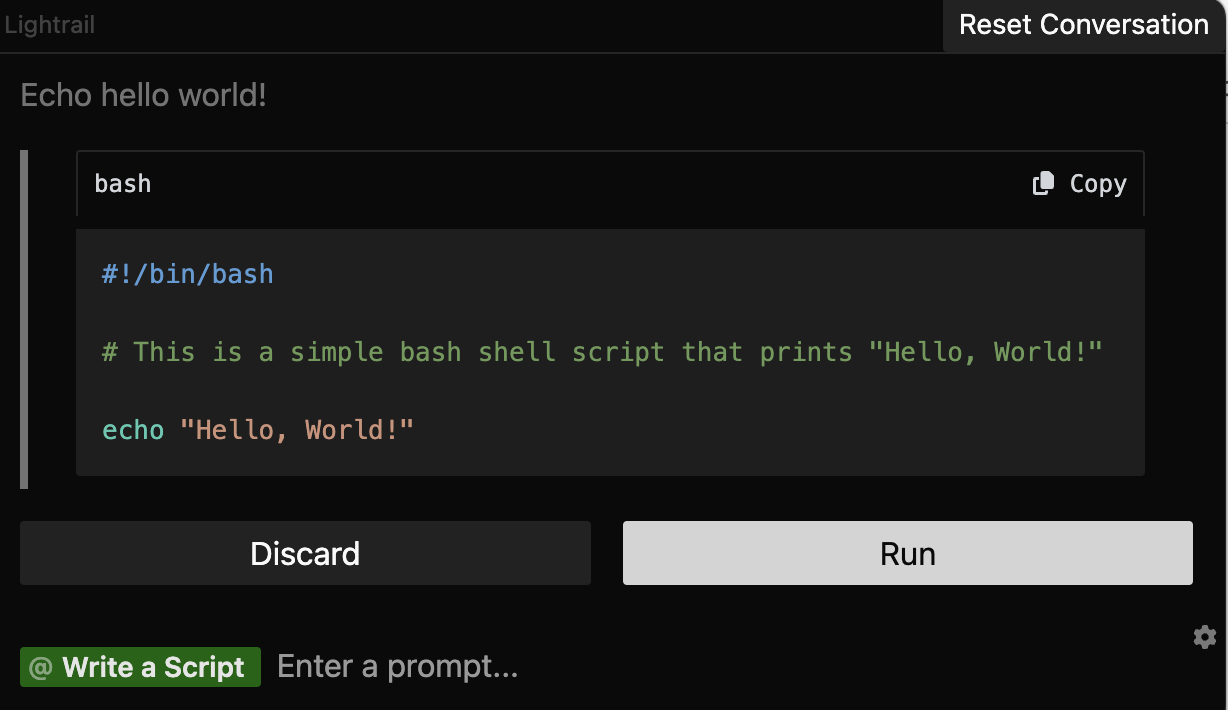 Lightrail
Reset Conversation
Echo hello world!
bash
Copy
#!/bin/bash
# This is a simple bash shell script that prints "Hello, World!"
echo "Hello, World!"
Discard
Run
@ Write a Script Enter a prompt...